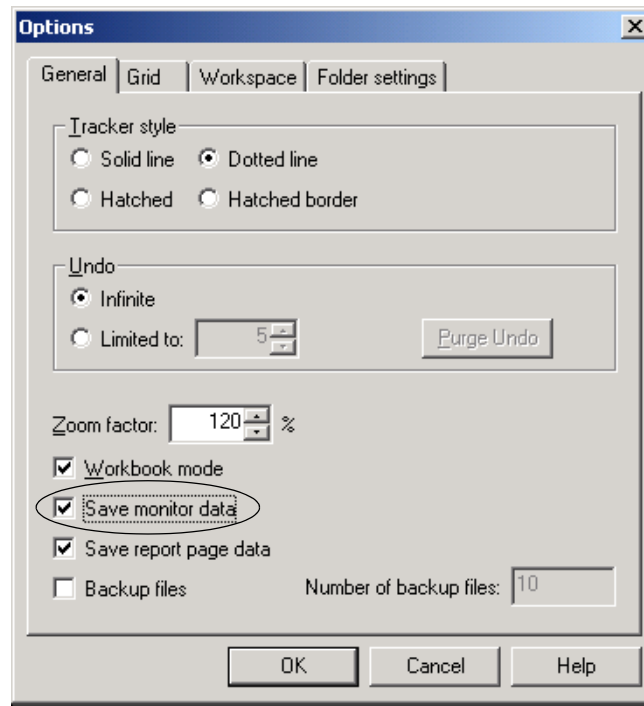 Options
General Grid Workspace Folder settings
Tracker style
Solid line Dotted line
Hatched Hatched border
Undo
Infinite
Limited to: 5 Purge Undo
Zoom factor: 120 %
Workbook mode
Save monitor data
Save report page data
Backup files Number of backup files: 10
OK Cancel Help